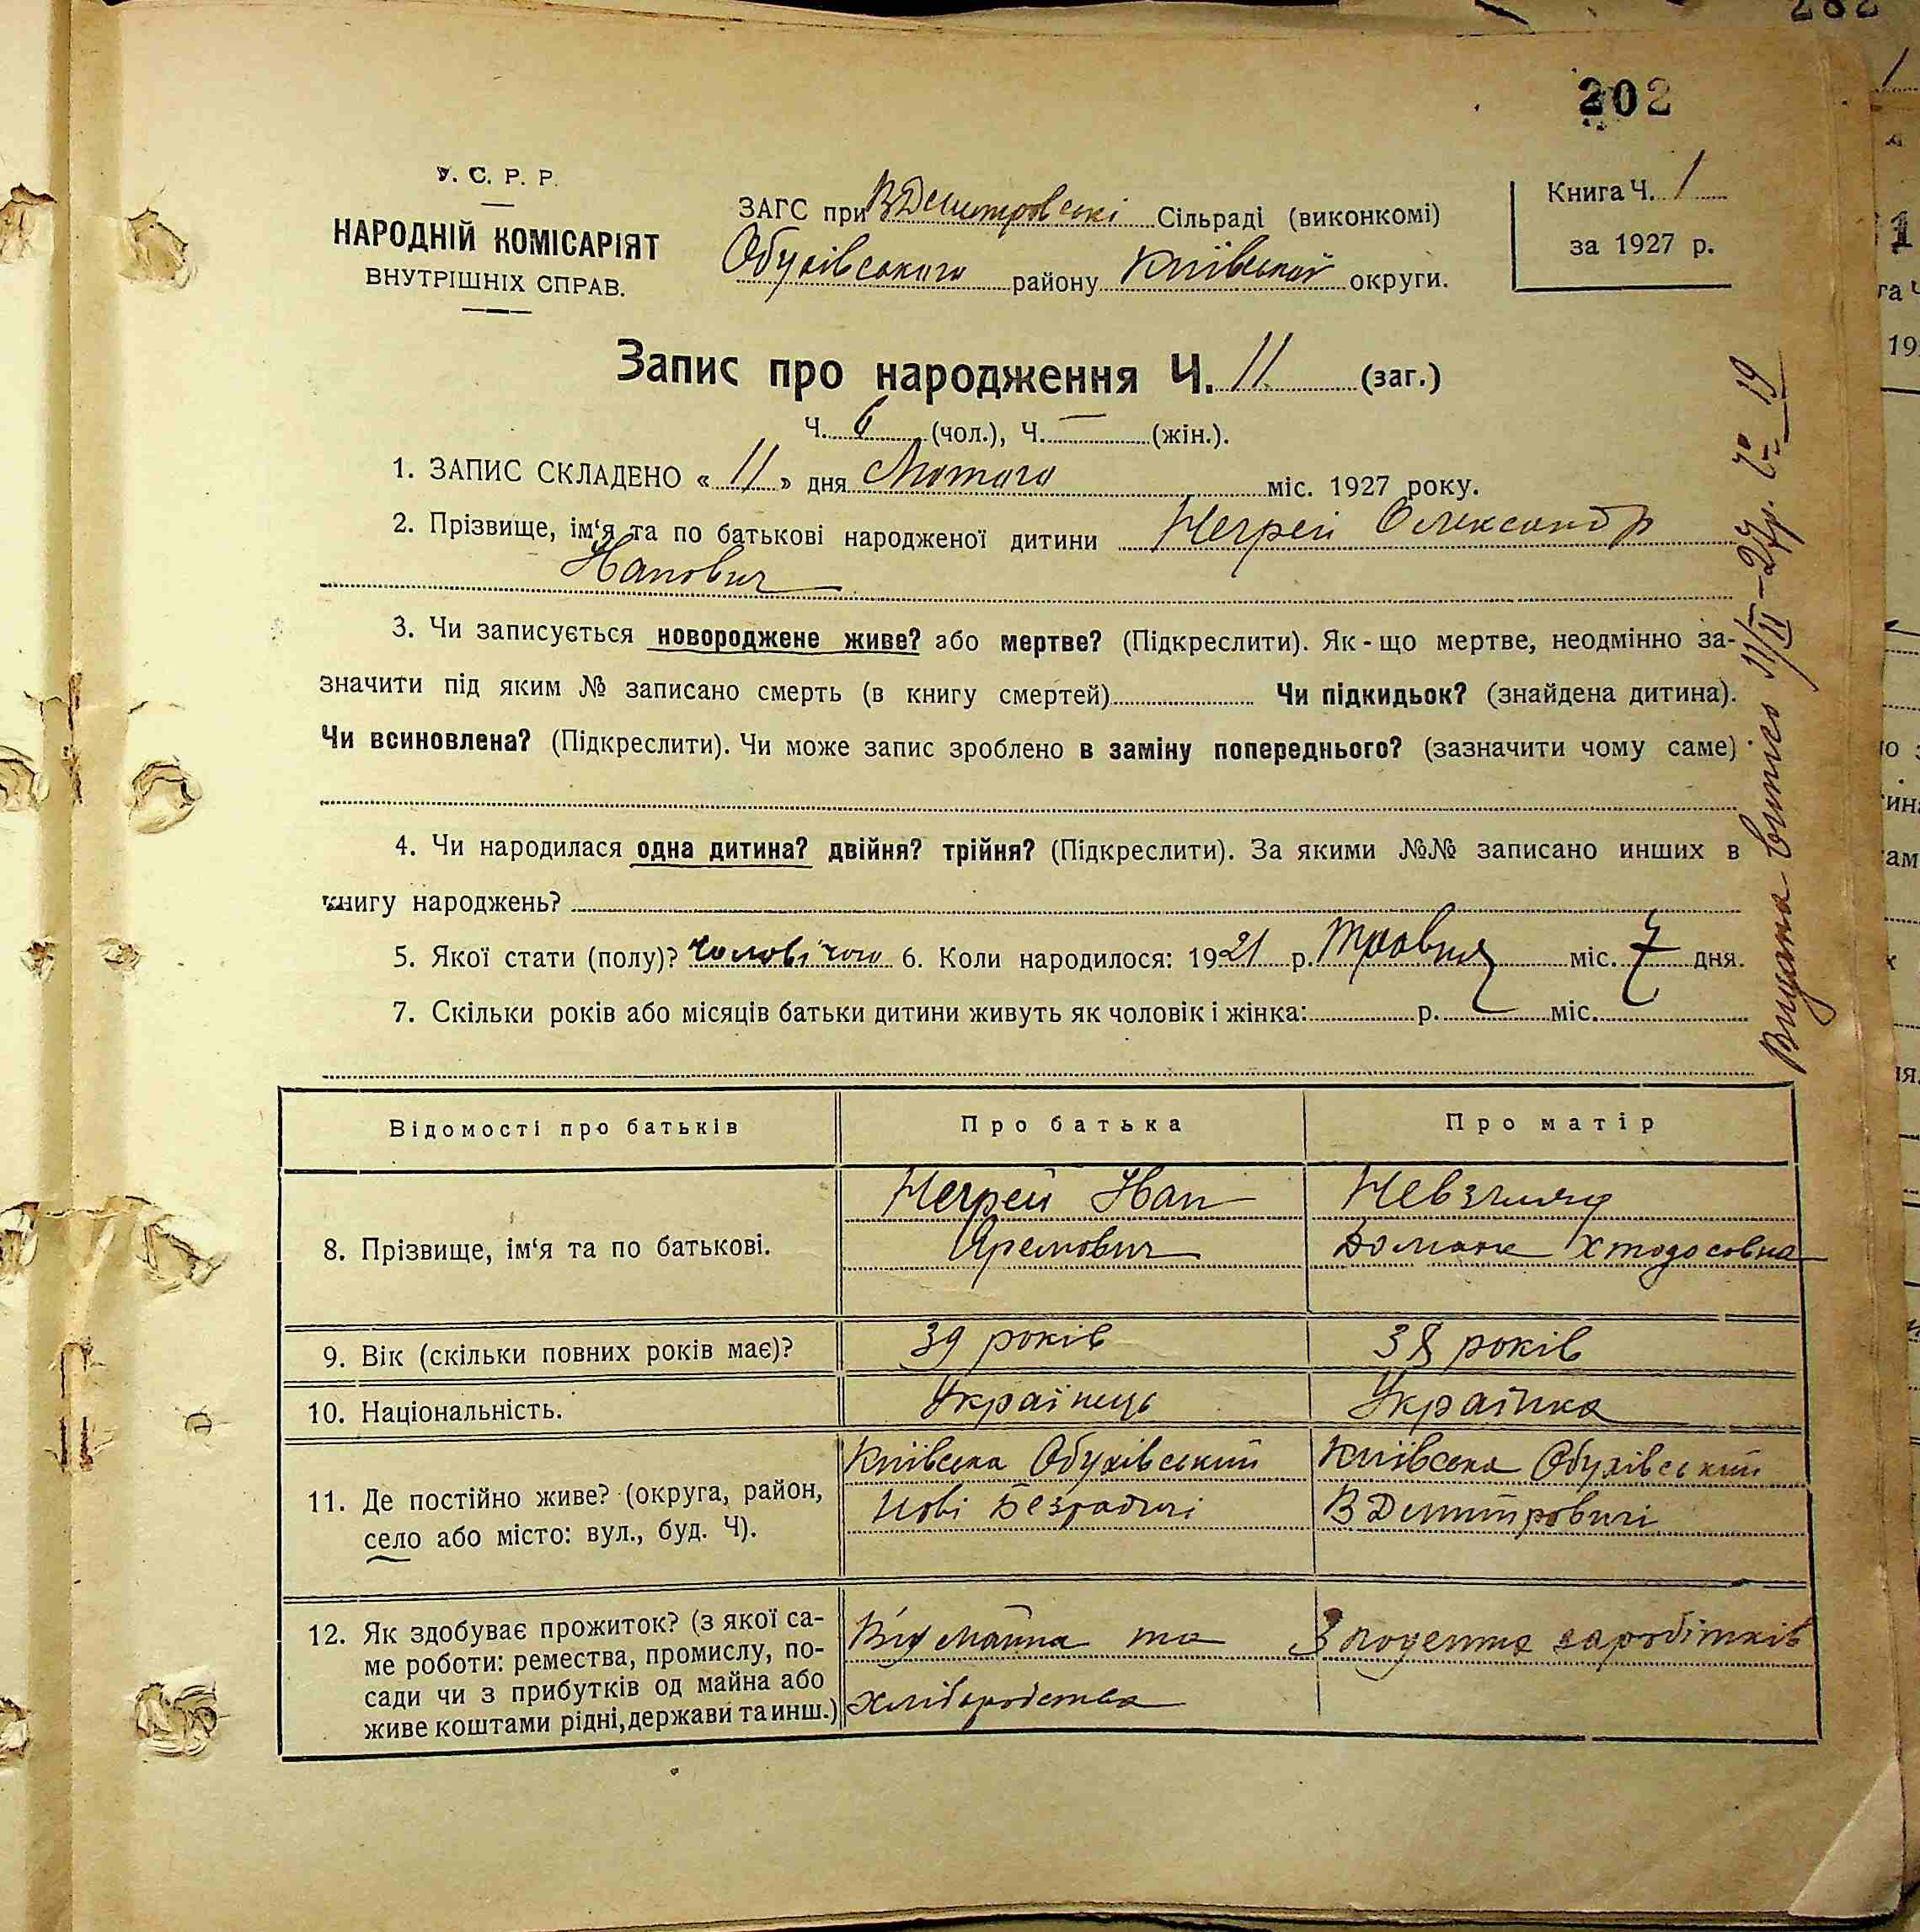 202
У. С. Р. Р.
НАРОДНІЙ КОМІСАРІЯТ
ВНУТРІШНІХ СПРАВ.
ЗАГС при ВДмитровські Сільраді (виконкомі)
Обухівського району Київської округи.
Книга Ч. 1
за 1927 р.
Запис про народження Ч. 11 (заг.)
Ч. 6 (чол.), Ч. — (жін.).
1. ЗАПИС СКЛАДЕНО « 11 » дня Лютого міс. 1927 року.
2. Прізвище, ім‘я та по батькові народженої дитини Негрей Олександр
Іванович
3. Чи записується новороджене живе? або мертве? (Підкреслити). Як-що мертве, неодмінно за-
значити під яким № записано смерть (в книгу смертей) Чи підкидьок? (знайдена дитина).
Чи всиновлена? (Підкреслити). Чи може запис зроблено в заміну попереднього? (зазначити чому саме)
4. Чи народилася одна дитина? двійня? трійня? (Підкреслити). За якими №№ записано инших в
книгу народжень?
5. Якої стати (полу)? чоловічого 6. Коли народилося: 1921 р. Травня міс. 7 дня.
7. Скільки років або місяців батьки дитини живуть як чоловік і жінка: р. міс.
Відомості про батьків Про батька Про матір
8. Прізвище, ім‘я та по батькові. Негрей Іван Яремович Невзгляд Домаха Хтодосовна
9. Вік (скільки повних років має)? 39 років 38 років
10. Національність. Українець Українка
11. Де постійно живе? (округа, район,
село або місто: вул., буд. Ч). Київська Обухівський Нові Безрадичі Київська Обухівський ВДмитровичі
12. Як здобуває прожиток? (з якої са-
ме роботи: ремества, промислу, по-
сади чи з прибутків од майна або
живе коштами рідні, держави та инш.) Від майна та хліборобства З поденних заробітків
Видана випись